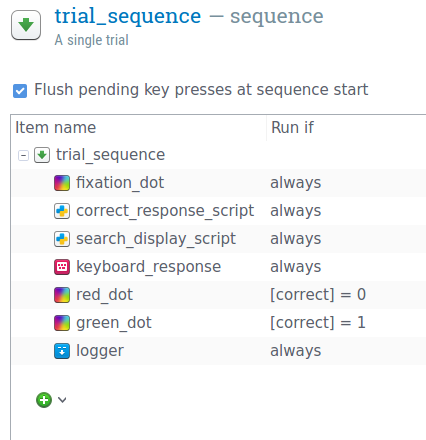 trial_sequence – sequence
A single trial
Flush pending key presses at sequence start
Item name Run if
trial_sequence
fixation_dot always
correct_response_script always
search_display_script always
keyboard_response always
red_dot [correct] = 0
green_dot [correct] = 1
logger always